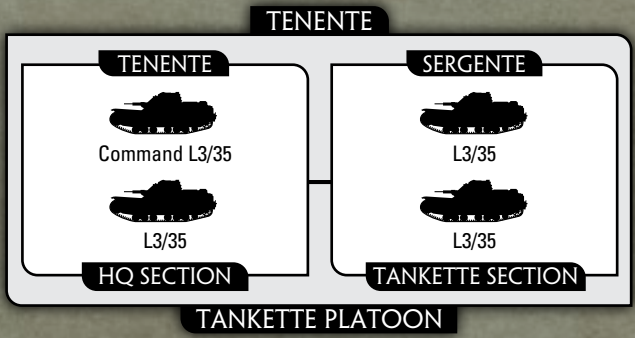 TENENTE
TENENTE
Command L3/35
L3/35
HQ SECTION
SERGENTE
L3/35
L3/35
TANKETTE SECTION
TANKETTE PLATOON